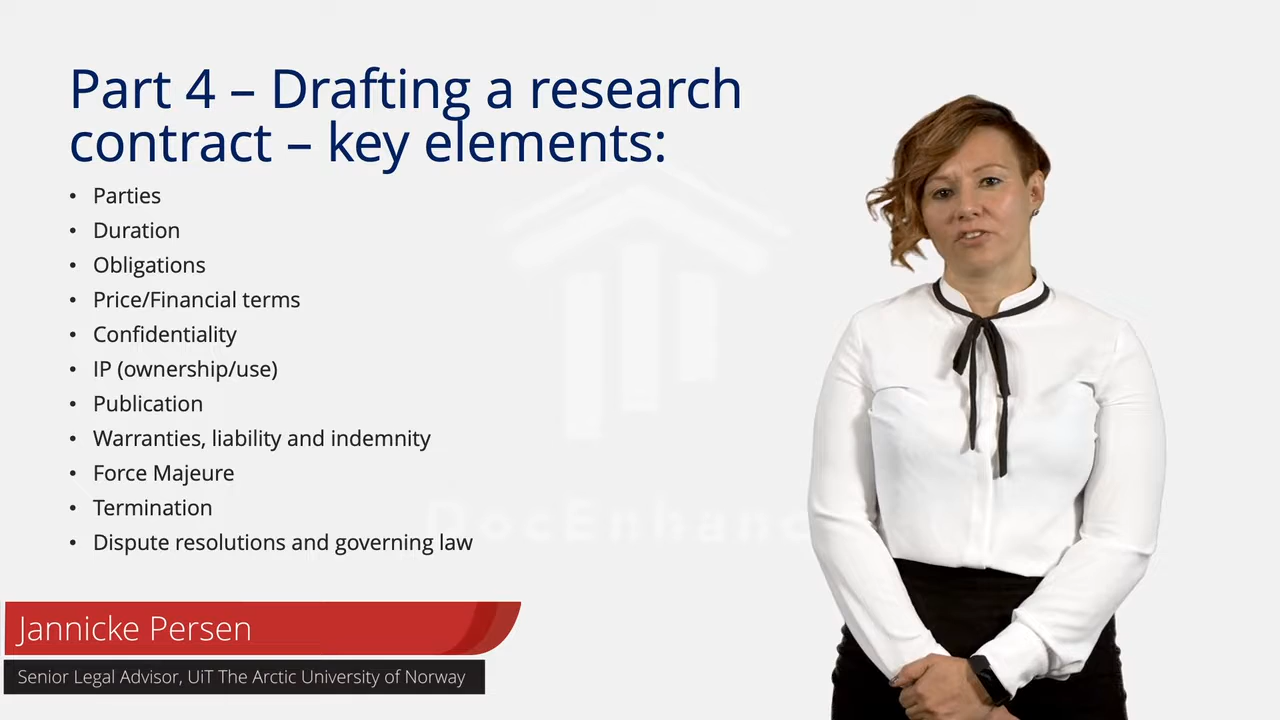 Part 4 – Drafting a research
contract – key elements:
• Parties
• Duration
• Obligations
• Price/Financial terms
• Confidentiality
• IP (ownership/use)
• Publication
• Warranties, liability and indemnity
• Force Majeure
• Termination
• Dispute resolutions and governing law
DocEnhanc
Jannicke Persen
Senior Legal Advisor, UiT The Arctic University of Norway